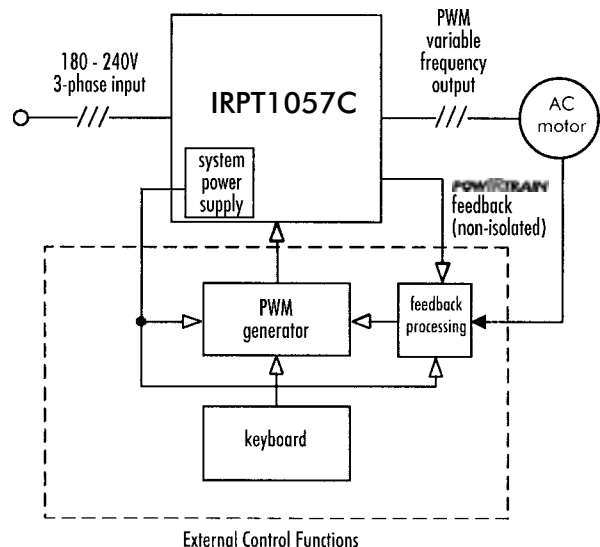 180 - 240V
3-phase input
IRPT1057C
PWM
variable
frequency
output
AC
motor
system
power
supply
POWIRTRAIN
feedback
(non-isolated)
PWM
generator
feedback
processing
keyboard
External Control Functions